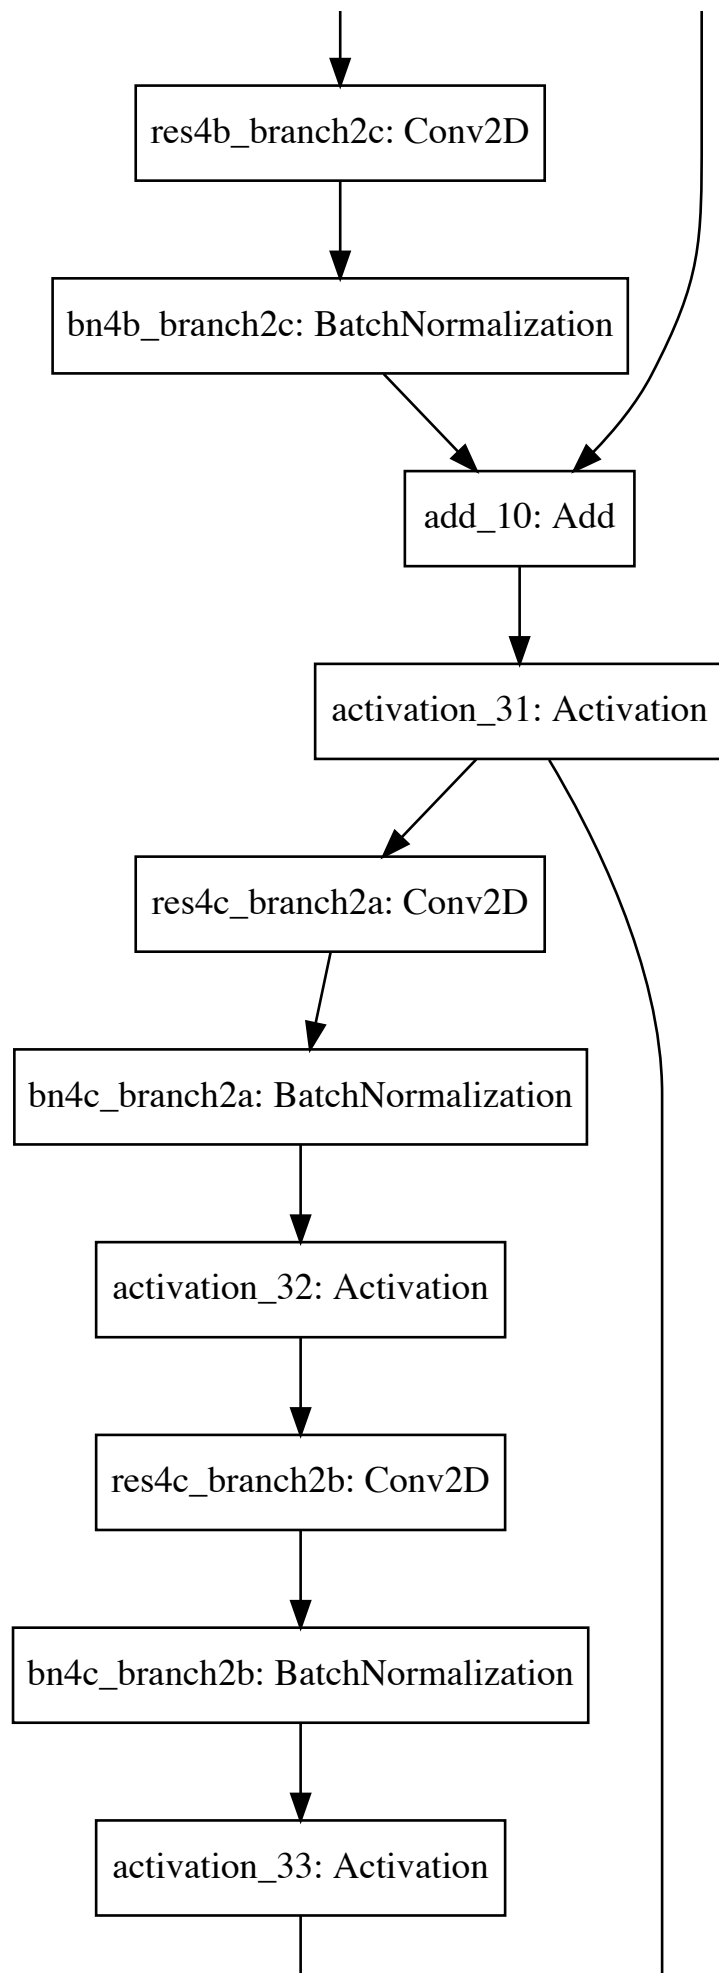 res4b_branch2c: Conv2D
bn4b_branch2c: BatchNormalization
add_10: Add
activation_31: Activation
res4c_branch2a: Conv2D
bn4c_branch2a: BatchNormalization
activation_32: Activation
res4c_branch2b: Conv2D
bn4c_branch2b: BatchNormalization
activation_33: Activation